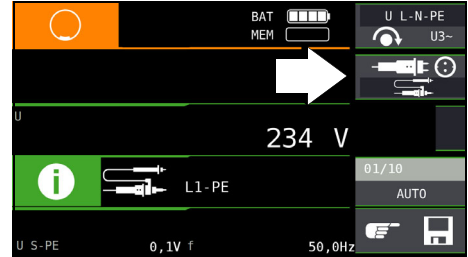 BAT
MEM
U L-N-PE
U3~
U
234 V
L1-PE
01/10
AUTO
U S-PE 0,1V f 50,0Hz